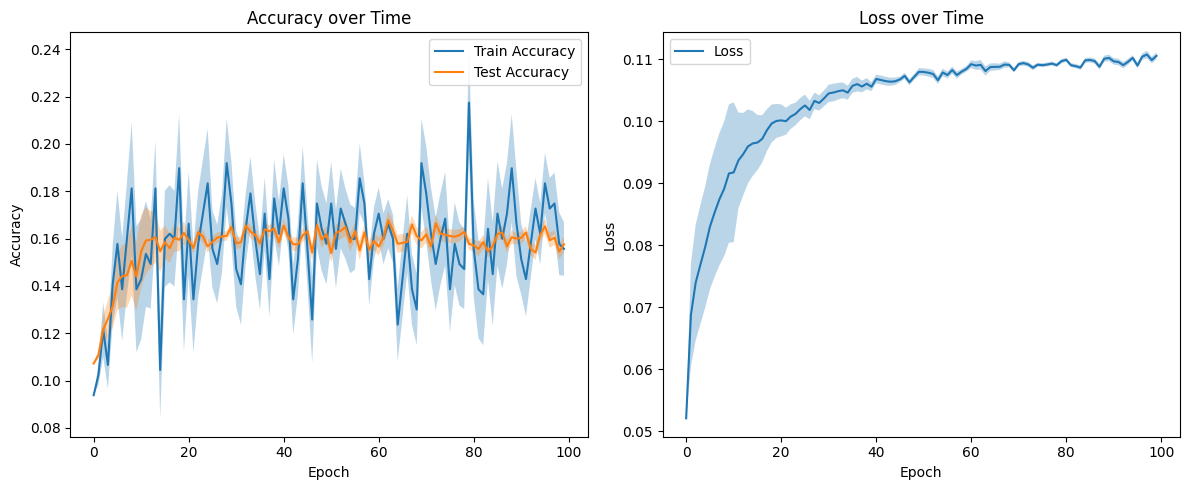 Accuracy over Time
Train Accuracy
Test Accuracy
0.24
0.22
0.20
0.18
0.16
0.14
0.12
0.10
0.08
Accuracy
0 20 40 60 80 100
Epoch
Loss over Time
Loss
0.11
0.10
0.09
0.08
0.07
0.06
0.05
Loss
0 20 40 60 80 100
Epoch